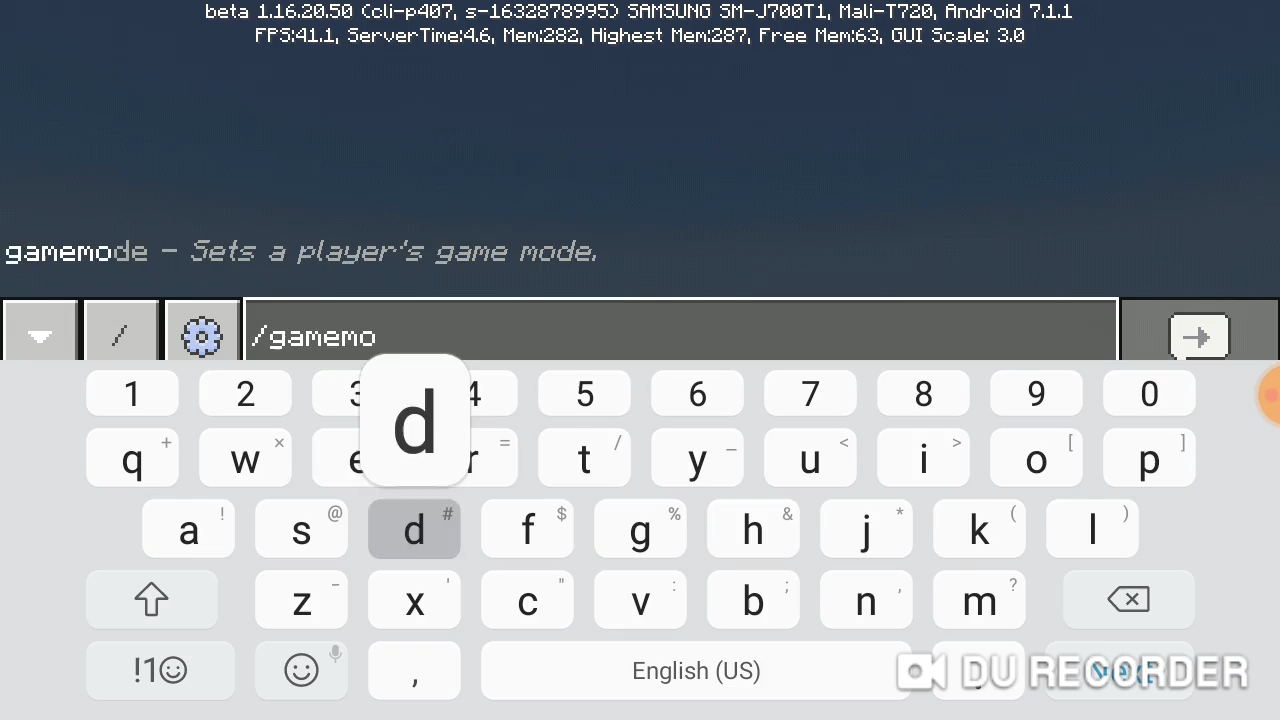 beta 1.16.20.50 (cli-p407, s-1632878995) SAMSUNG SM-J700T1, Mali-T720, Android 7.1.1
FPS:41.1, ServerTime:4.6, Mem:282, Highest Mem:287, Free Mem:63, GUI Scale: 3.0
gamemode - Sets a player's game mode.
/ /gamemo
1 2 3 4 5 6 7 8 9 0
q + w × e r = t / y _ u < i > o [ p ]
d
a ! s @ d # f $ g % h & j * k ( l )
z - x ' c " v : b ; n , m ?
!1☺ , English (US)
DU RECORDER